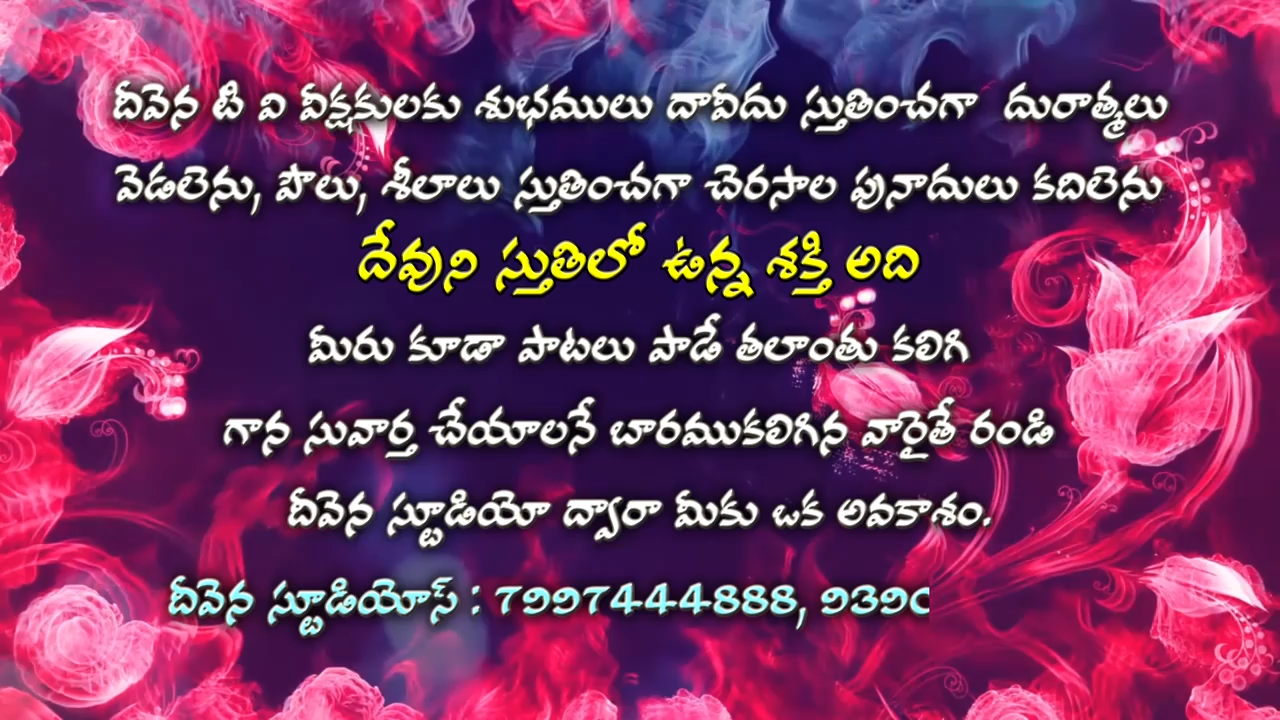 దీవెన టి వి వీక్షకులకు శుభములు దావీదు స్తుతించగా దురాత్మలు
వెడలెను, పౌలు, శీలాలు స్తుతించగా చెరసాల పునాదులు కదిలెను
దేవుని స్తుతిలో ఉన్న శక్తి అది
మీరు కూడా పాటలు పాడే తలాంతు కలిగి
గాన సువార్త చేయాలనే బారముకలిగిన వారైతే రండి
దీవెన స్టూడియో ద్వారా మీకు ఒక అవకాశం.
దీవెన స్టూడియోస్ : 7997444888, 939